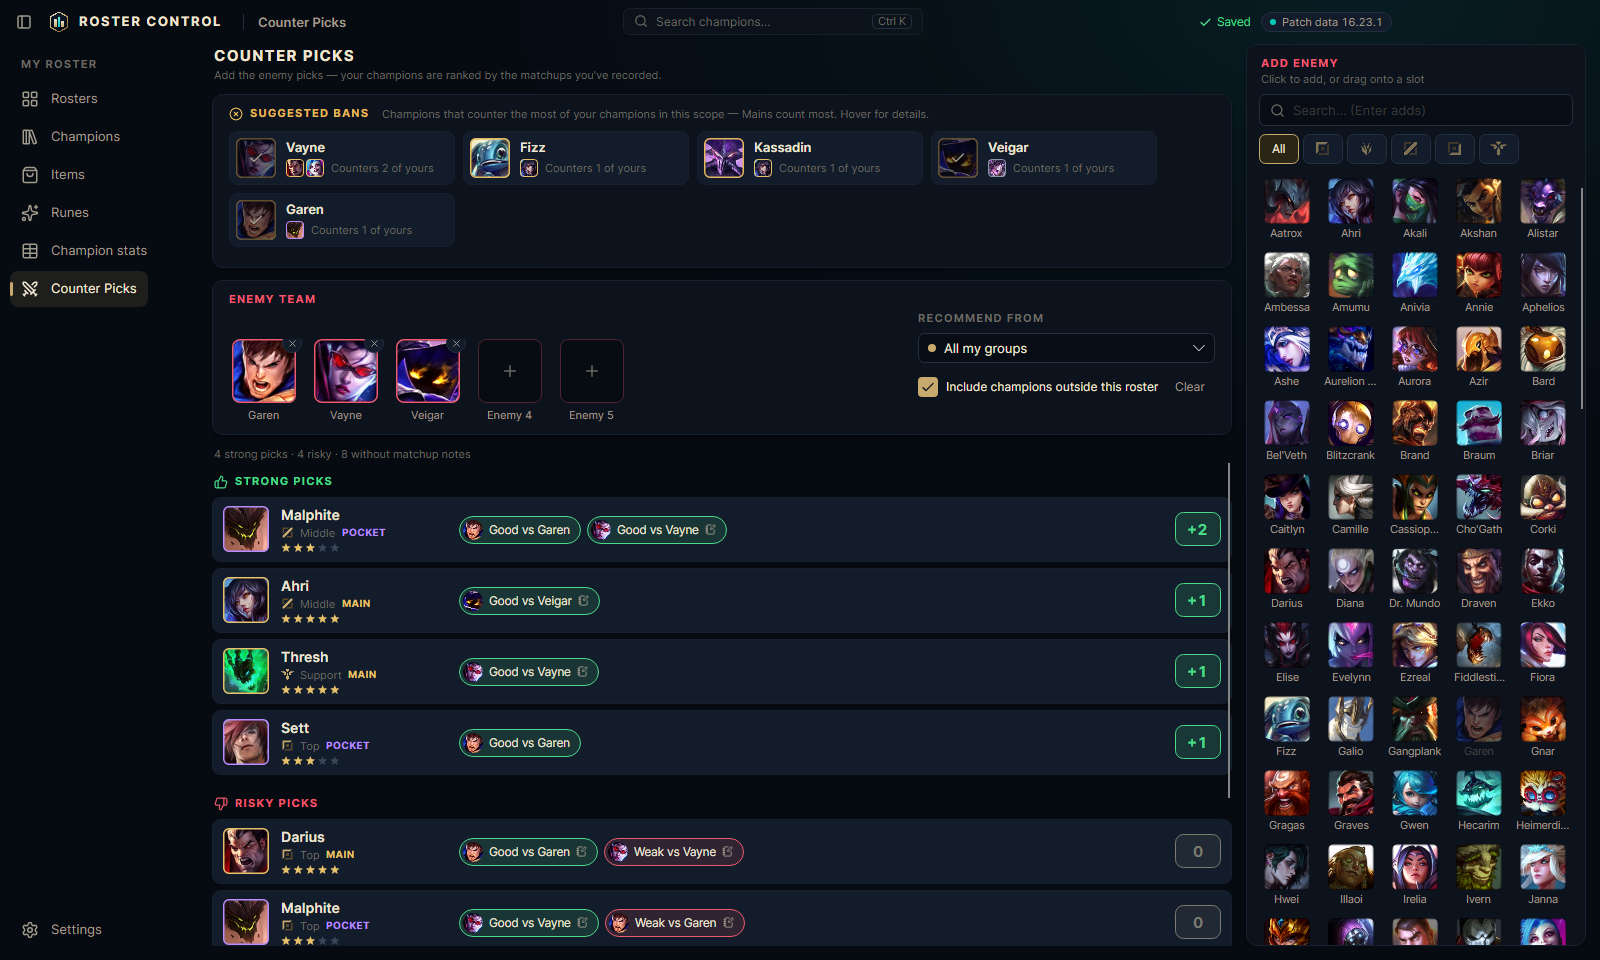 ROSTER CONTROL
Counter Picks
Search champions...
Ctrl K
Saved
Patch data 16.23.1
MY ROSTER
Rosters
Champions
Items
Runes
Champion stats
Counter Picks
Settings
COUNTER PICKS
Add the enemy picks — your champions are ranked by the matchups you've recorded.
SUGGESTED BANS
Champions that counter the most of your champions in this scope — Mains count most. Hover for details.
Vayne
Counters 2 of yours
Fizz
Counters 1 of yours
Kassadin
Counters 1 of yours
Veigar
Counters 1 of yours
Garen
Counters 1 of yours
ENEMY TEAM
Garen
Vayne
Veigar
Enemy 4
Enemy 5
RECOMMEND FROM
All my groups
Include champions outside this roster
Clear
4 strong picks · 4 risky · 8 without matchup notes
STRONG PICKS
Malphite
Middle POCKET
Good vs Garen
Good vs Vayne
+2
Ahri
Middle MAIN
Good vs Veigar
+1
Thresh
Support MAIN
Good vs Vayne
+1
Sett
Top POCKET
Good vs Garen
+1
RISKY PICKS
Darius
Top MAIN
Good vs Garen
Weak vs Vayne
0
Malphite
Top POCKET
Good vs Vayne
Weak vs Garen
0
ADD ENEMY
Click to add, or drag onto a slot
Search... (Enter adds)
All
Aatrox Ahri Akali Akshan Alistar
Ambessa Amumu Anivia Annie Aphelios
Ashe Aurelion ... Aurora Azir Bard
Bel'Veth Blitzcrank Brand Braum Briar
Caitlyn Camille Cassiop... Cho'Gath Corki
Darius Diana Dr. Mundo Draven Ekko
Elise Evelynn Ezreal Fiddlesti... Fiora
Fizz Galio Gangplank Garen Gnar
Gragas Graves Gwen Hecarim Heimerdi...
Hwei Illaoi Irelia Ivern Janna